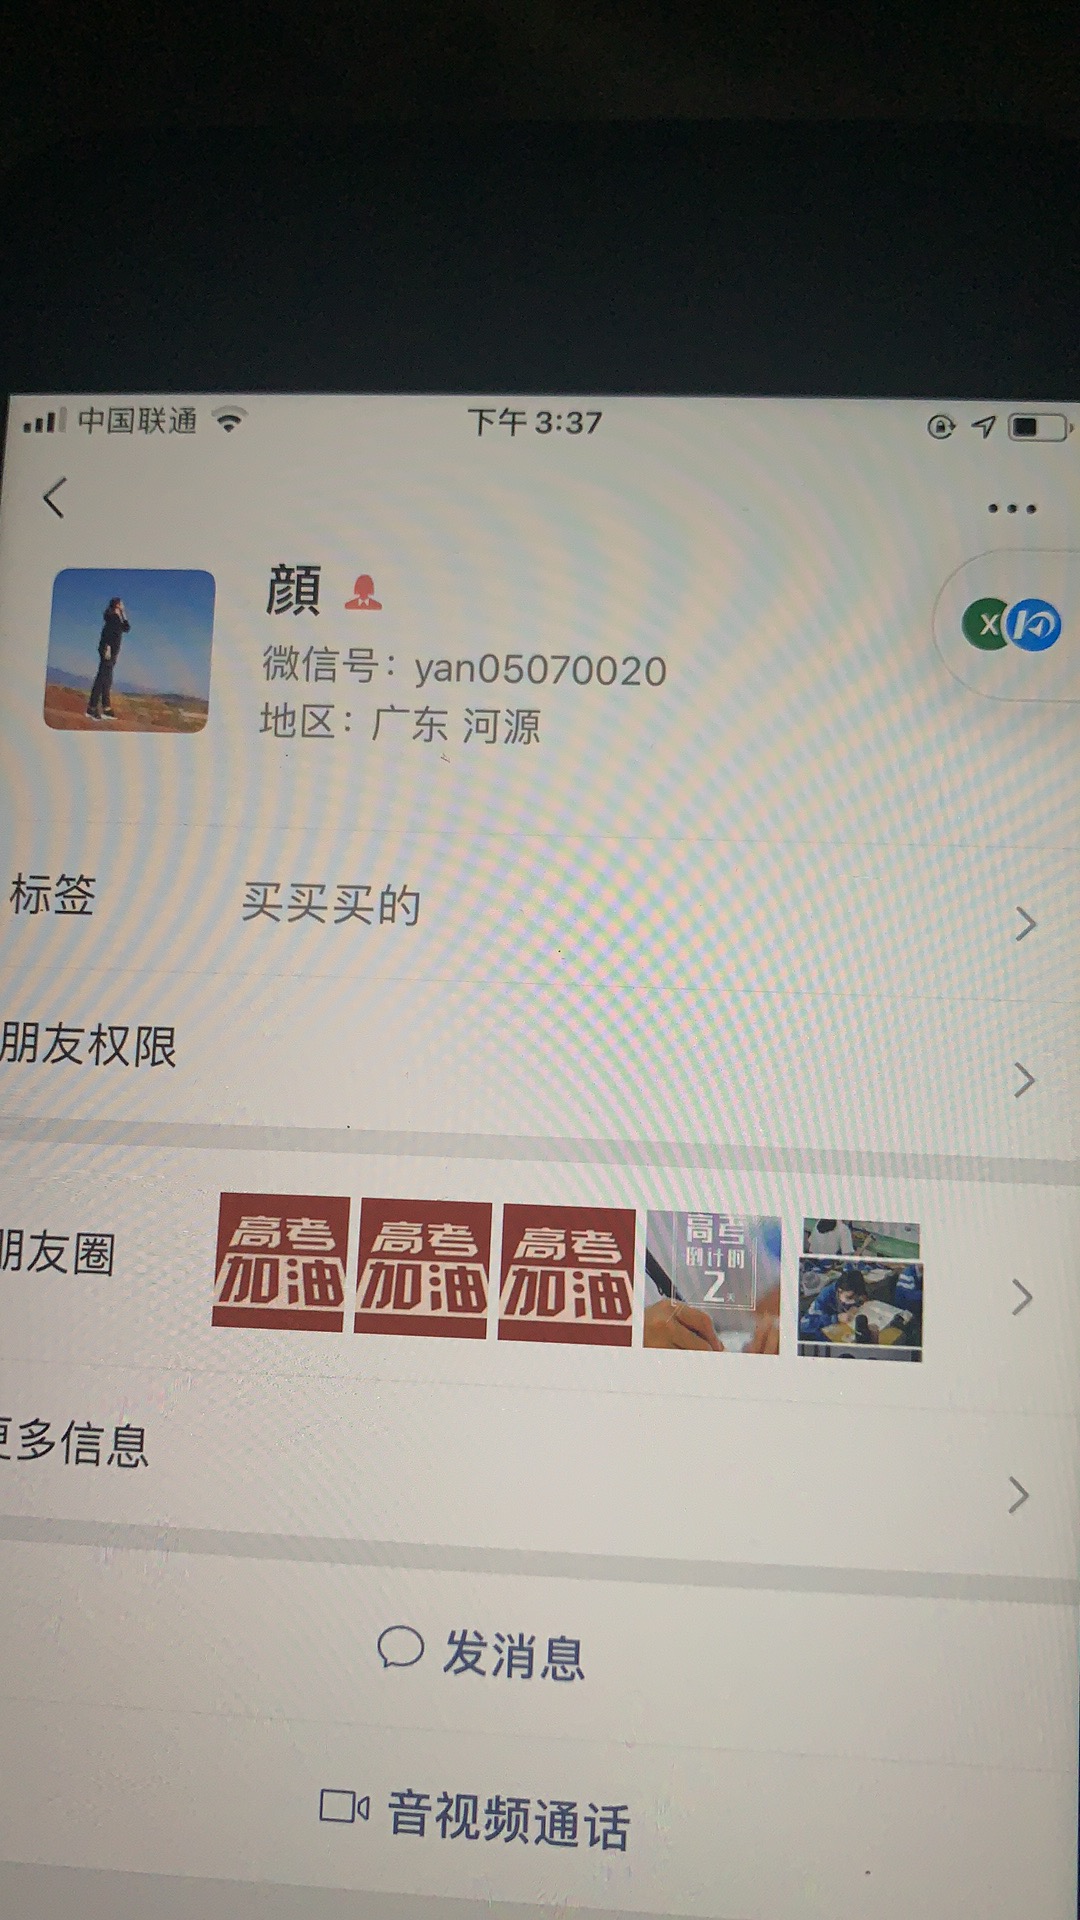 中国联通
下午 3:37
顔
微信号：yan05070020
地区：广东 河源
X
标签
买买买的
朋友权限
朋友圈
高考
加油
高考
加油
高考
加油
高考
倒计时
2天
更多信息
发消息
音视频通话